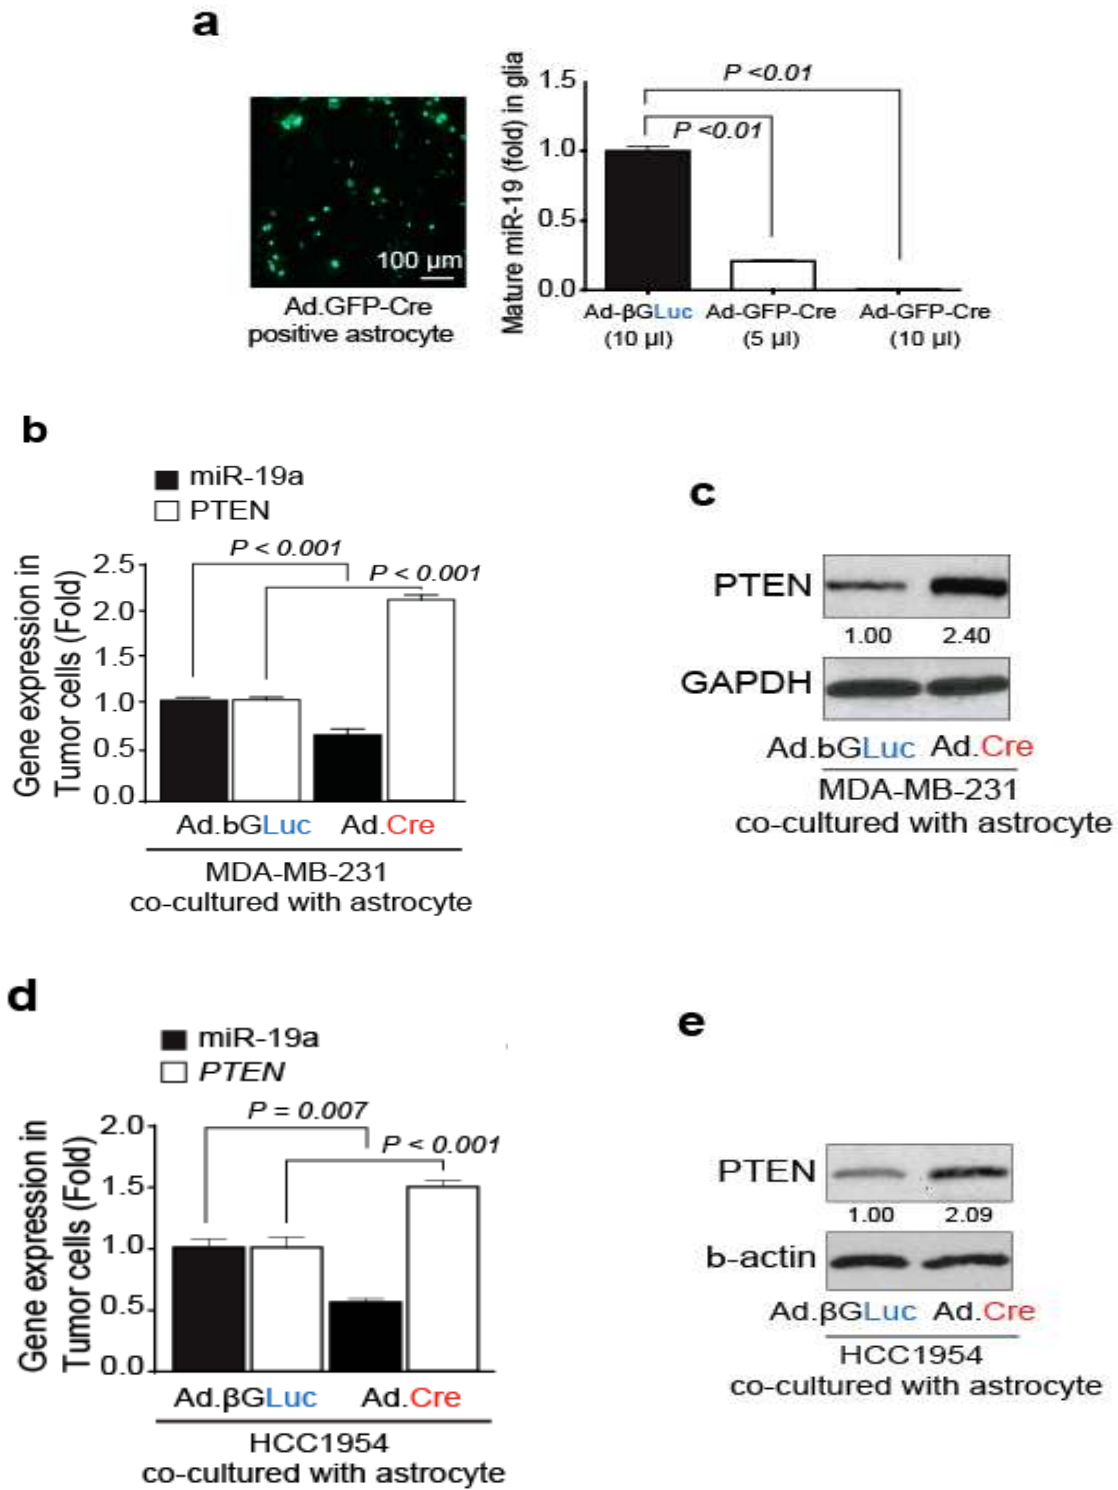 a
100 µm
Ad.GFP-Cre
positive astrocyte
Mature miR-19 (fold) in glia
1.5
1.0
0.5
0.0
P <0.01
P <0.01
Ad-βGLuc Ad-GFP-Cre Ad-GFP-Cre
(10 µl) (5 µl) (10 µl)
b
miR-19a
PTEN
Gene expression in
Tumor cells (Fold)
2.5
2.0
1.5
1.0
0.5
0.0
P < 0.001
P < 0.001
Ad.bGLuc Ad.Cre
MDA-MB-231
co-cultured with astrocyte
c
PTEN
1.00 2.40
GAPDH
Ad.bGLuc Ad.Cre
MDA-MB-231
co-cultured with astrocyte
d
miR-19a
PTEN
Gene expression in
Tumor cells (Fold)
2.0
1.5
1.0
0.5
0.0
P = 0.007
P < 0.001
Ad.βGLuc Ad.Cre
HCC1954
co-cultured with astrocyte
e
PTEN
1.00 2.09
b-actin
Ad.βGLuc Ad.Cre
HCC1954
co-cultured with astrocyte